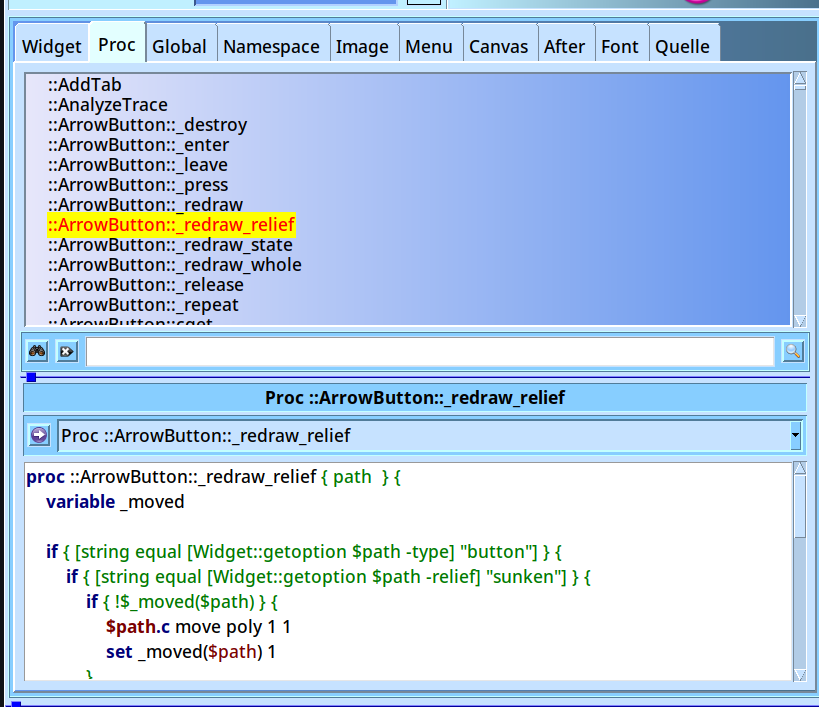 Widget Proc Global Namespace Image Menu Canvas After Font Quelle
::AddTab
::AnalyzeTrace
::ArrowButton::_destroy
::ArrowButton::_enter
::ArrowButton::_leave
::ArrowButton::_press
::ArrowButton::_redraw
::ArrowButton::_redraw_relief
::ArrowButton::_redraw_state
::ArrowButton::_redraw_whole
::ArrowButton::_release
::ArrowButton::_repeat
::ArrowButton::cget
Proc ::ArrowButton::_redraw_relief
Proc ::ArrowButton::_redraw_relief
proc ::ArrowButton::_redraw_relief { path  } {
    variable _moved
    if { [string equal [Widget::getoption $path -type] "button"] } {
        if { [string equal [Widget::getoption $path -relief] "sunken"] } {
            if { !$_moved($path) } {
                $path.c move poly 1 1
                set _moved($path) 1
            }